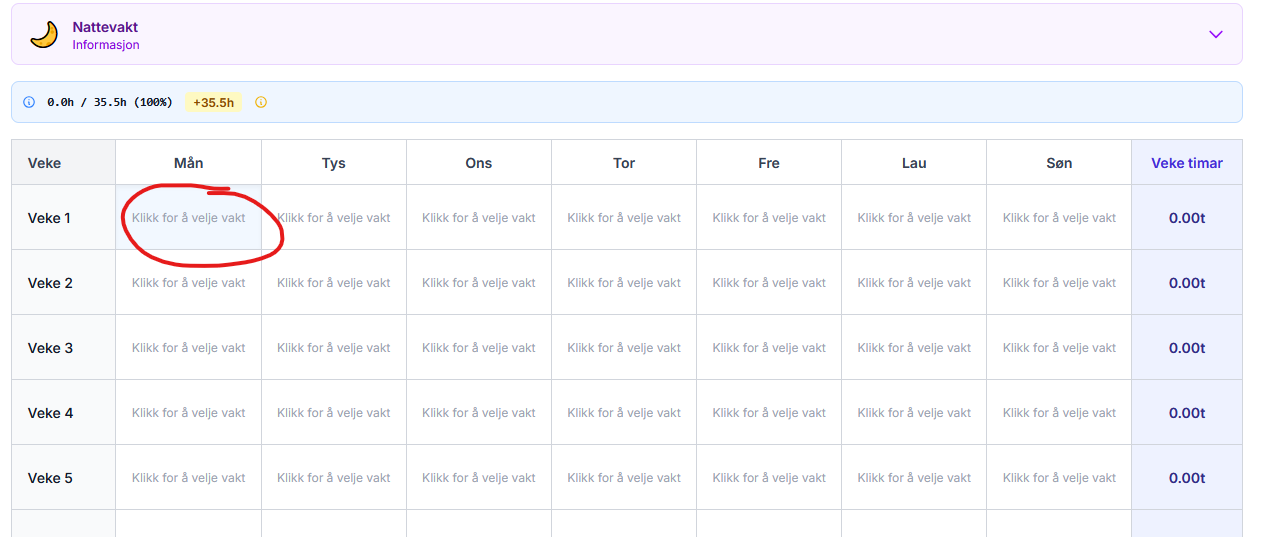 Nattevakt
Informasjon
0.0h / 35.5h (100%) +35.5h
Veke Mån Tys Ons Tor Fre Lau Søn Veke timar
Veke 1 Klikk for å velje vakt Klikk for å velje vakt Klikk for å velje vakt Klikk for å velje vakt Klikk for å velje vakt Klikk for å velje vakt Klikk for å velje vakt 0.00t
Veke 2 Klikk for å velje vakt Klikk for å velje vakt Klikk for å velje vakt Klikk for å velje vakt Klikk for å velje vakt Klikk for å velje vakt Klikk for å velje vakt 0.00t
Veke 3 Klikk for å velje vakt Klikk for å velje vakt Klikk for å velje vakt Klikk for å velje vakt Klikk for å velje vakt Klikk for å velje vakt Klikk for å velje vakt 0.00t
Veke 4 Klikk for å velje vakt Klikk for å velje vakt Klikk for å velje vakt Klikk for å velje vakt Klikk for å velje vakt Klikk for å velje vakt Klikk for å velje vakt 0.00t
Veke 5 Klikk for å velje vakt Klikk for å velje vakt Klikk for å velje vakt Klikk for å velje vakt Klikk for å velje vakt Klikk for å velje vakt Klikk for å velje vakt 0.00t